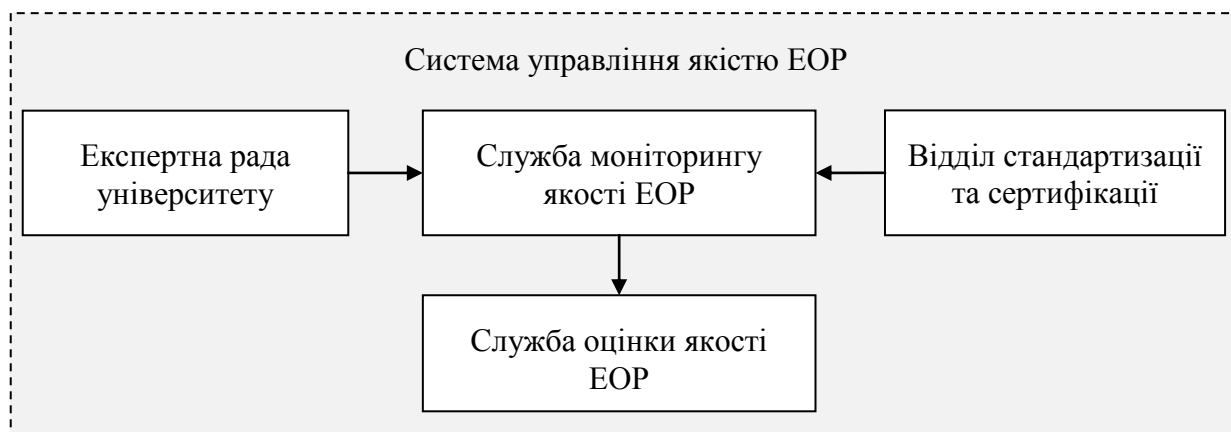 Система управління якістю ЕОР
Експертна рада
університету
Служба моніторингу
якості ЕОР
Відділ стандартизації
та сертифікації
Служба оцінки якості
ЕОР